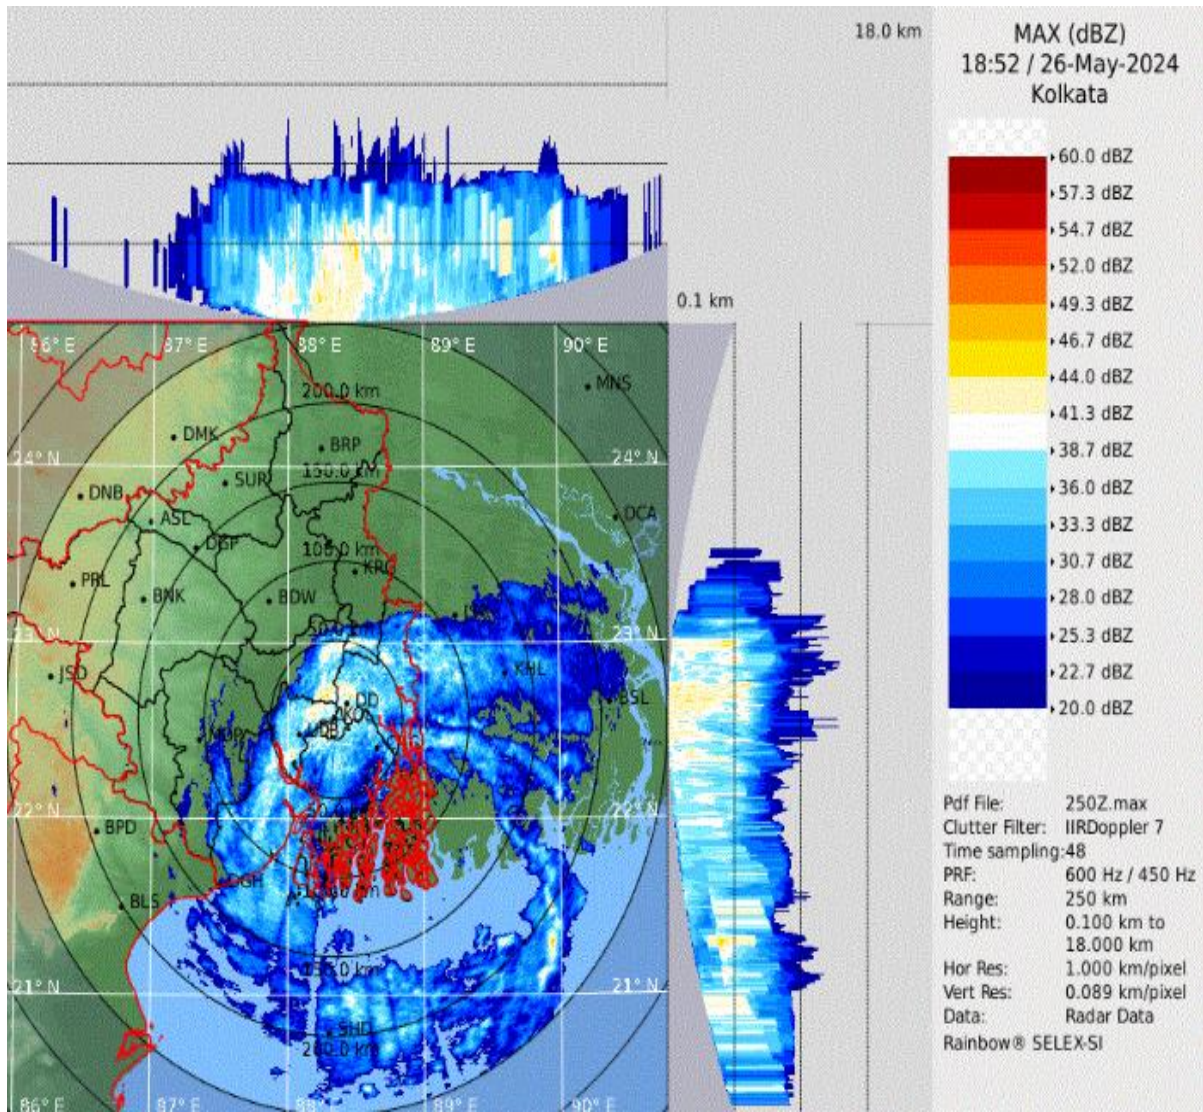 18.0 km
MAX (dBZ)
18:52 / 26-May-2024
Kolkata
60.0 dBZ
57.3 dBZ
54.7 dBZ
52.0 dBZ
49.3 dBZ
46.7 dBZ
44.0 dBZ
41.3 dBZ
38.7 dBZ
36.0 dBZ
33.3 dBZ
30.7 dBZ
28.0 dBZ
25.3 dBZ
22.7 dBZ
20.0 dBZ
0.1 km
86° E
87° E
88° E
89° E
90° E
MNS
200.0 km
DMK
BRP
24° N
24° N
150.0 km
SUR
DNB
ASL
DCA
DGP
100.0 km
PRL
BNK
BDW
23° N
23° N
JSD
KHL
BSL
DD
22° N
22° N
BPD
BLS
150.0 km
21° N
21° N
SHD
200.0 km
86° E
87° E
88° E
89° E
90° E
Pdf File: 250Z.max
Clutter Filter: IIRDoppler 7
Time sampling:48
PRF: 600 Hz / 450 Hz
Range: 250 km
Height: 0.100 km to
18.000 km
Hor Res: 1.000 km/pixel
Vert Res: 0.089 km/pixel
Data: Radar Data
Rainbow® SELEX-SI